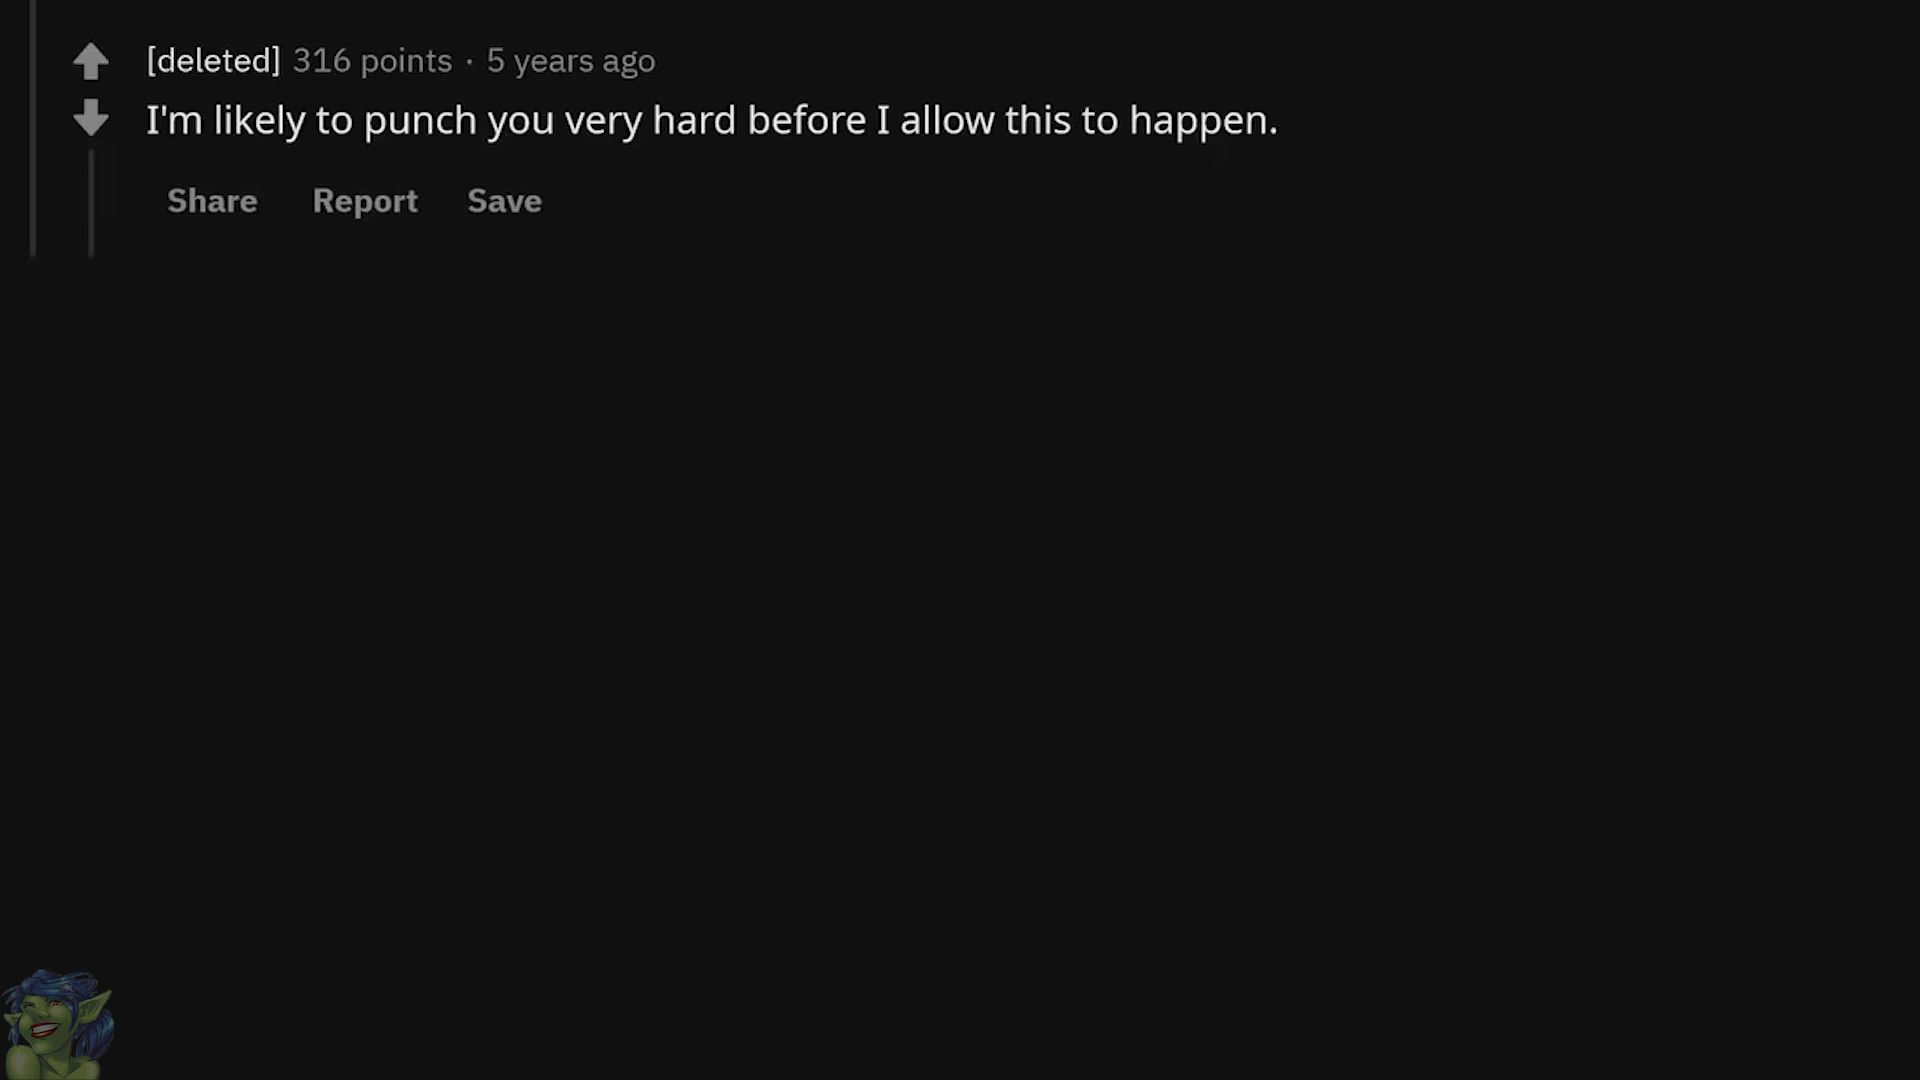 [deleted] 316 points · 5 years ago
I'm likely to punch you very hard before I allow this to happen.
Share Report Save